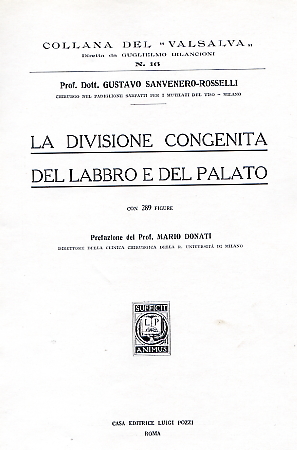 COLLANA DEL "VALSALVA„
Diretto da GUGLIELMO BILANCIONI
N. 16
Prof. Dott. GUSTAVO SANVENERO-ROSSELLI
CHIRURGO NEL PADIGLIONE SARFATTI PER I MUTILATI DEL VISO - MILANO
LA DIVISIONE CONGENITA
DEL LABBRO E DEL PALATO
CON 289 FIGURE
Prefazione del Prof. MARIO DONATI
DIRETTORE DELLA CLINICA CHIRURGICA DELLA R. UNIVERSITÀ DI MILANO
SUFFICIT
L P
ANIMUS
CASA EDITRICE LUIGI POZZI
ROMA